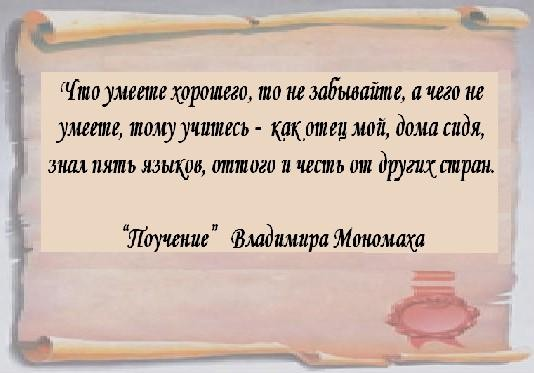 Что умеете хорошего, то не забывайте, а чего не
умеете, тому учитесь - как отец мой, дома сидя,
знал пять языков, оттого и честь от других стран.
“Поучение” Владимира Мономаха